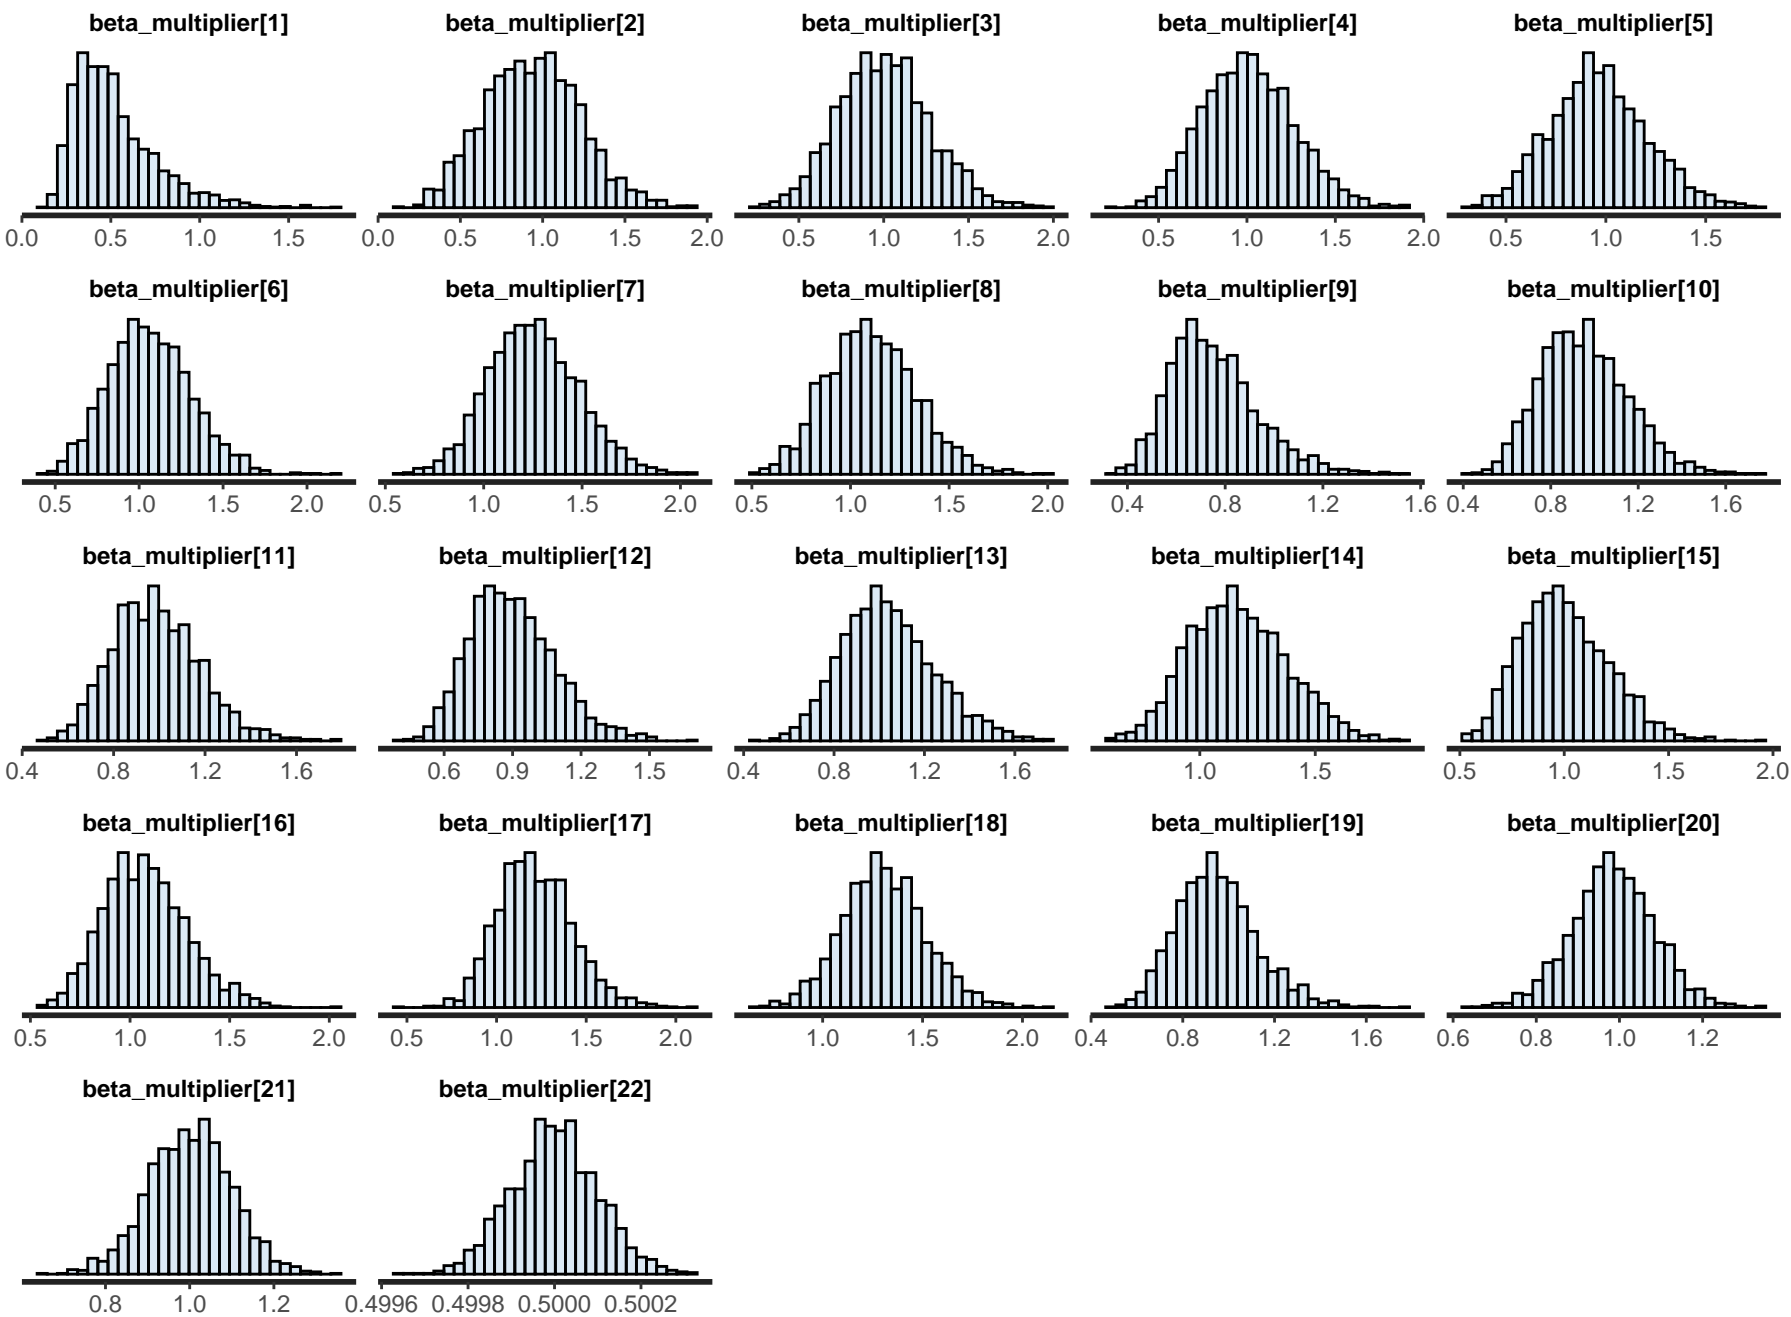 beta_multiplier[1] beta_multiplier[2] beta_multiplier[3] beta_multiplier[4] beta_multiplier[5]
0.0 0.5 1.0 1.5 0.0 0.5 1.0 1.5 2.0 0.5 1.0 1.5 2.0 0.5 1.0 1.5 2.0 0.5 1.0 1.5
beta_multiplier[6] beta_multiplier[7] beta_multiplier[8] beta_multiplier[9] beta_multiplier[10]
0.5 1.0 1.5 2.0 0.5 1.0 1.5 2.0 0.5 1.0 1.5 2.0 0.4 0.8 1.2 1.6 0.4 0.8 1.2 1.6
beta_multiplier[11] beta_multiplier[12] beta_multiplier[13] beta_multiplier[14] beta_multiplier[15]
0.4 0.8 1.2 1.6 0.6 0.9 1.2 1.5 0.4 0.8 1.2 1.6 1.0 1.5 0.5 1.0 1.5 2.0
beta_multiplier[16] beta_multiplier[17] beta_multiplier[18] beta_multiplier[19] beta_multiplier[20]
0.5 1.0 1.5 2.0 0.5 1.0 1.5 2.0 1.0 1.5 2.0 0.4 0.8 1.2 1.6 0.6 0.8 1.0 1.2
beta_multiplier[21] beta_multiplier[22]
0.8 1.0 1.2 0.4996 0.4998 0.5000 0.5002